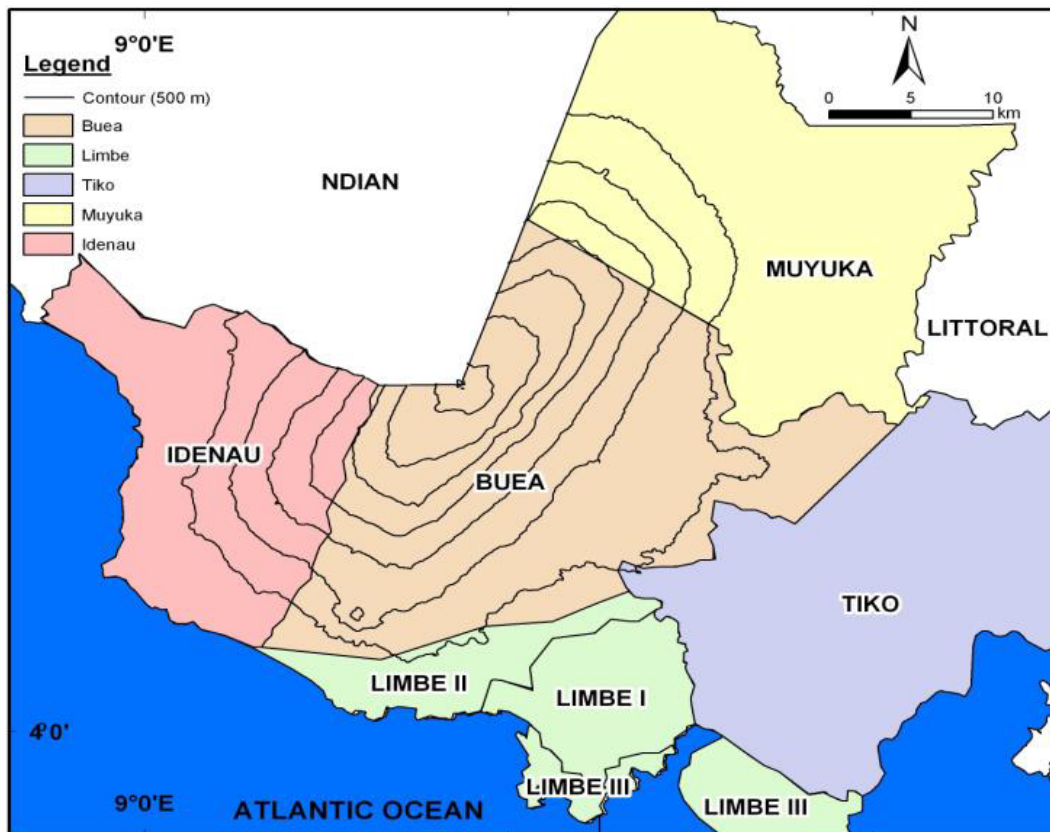 9°0'E
N
Legend
Contour (500 m)
Buea
Limbe
Tiko
Muyuka
Idenau
0 5 10
km
NDIAN
MUYUKA
LITTORAL
IDENAU
BUEA
TIKO
LIMBE II
LIMBE I
4°0'
LIMBE III
LIMBE III
9°0'E
ATLANTIC OCEAN